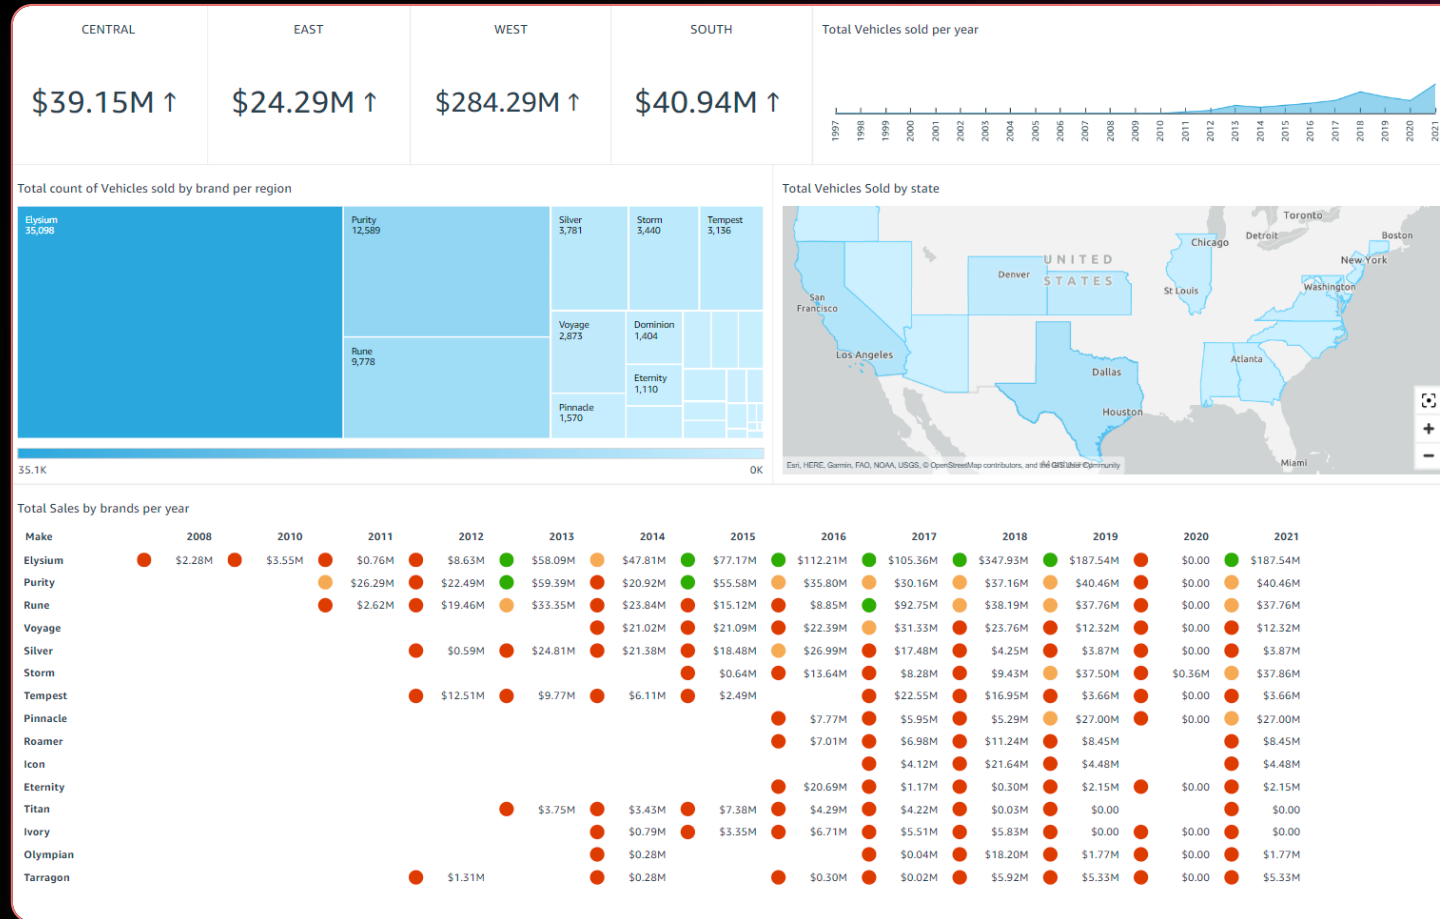 CENTRAL
EAST
WEST
SOUTH
Total Vehicles sold per year
$39.15M ↑
$24.29M ↑
$284.29M ↑
$40.94M ↑
1997 1998 1999 2000 2001 2002 2003 2004 2005 2006 2007 2008 2009 2010 2011 2012 2013 2014 2015 2016 2017 2018 2019 2020 2021
Total count of Vehicles sold by brand per region
Elysium
35,098
Purity
12,589
Rune
9,778
Silver
3,781
Storm
3,440
Tempest
3,136
Voyage
2,873
Dominion
1,404
Eternity
1,110
Pinnacle
1,570
35.1K
0K
Total Vehicles Sold by state
Toronto
Chicago
Detroit
Boston
UNITED
STATES
New York
Denver
St Louis
Washington
San
Francisco
Los Angeles
Atlanta
Dallas
Houston
Miami
Esri, HERE, Garmin, FAO, NOAA, USGS, © OpenStreetMap contributors, and the GIS User Community
Total Sales by brands per year
Make 2008 2010 2011 2012 2013 2014 2015 2016 2017 2018 2019 2020 2021
Elysium $2.28M $3.55M $0.76M $8.63M $58.09M $47.81M $77.17M $112.21M $105.36M $347.93M $187.54M $0.00 $187.54M
Purity $26.29M $22.49M $59.39M $20.92M $55.58M $35.80M $30.16M $37.16M $40.46M $0.00 $40.46M
Rune $2.62M $19.46M $33.35M $23.84M $15.12M $8.85M $92.75M $38.19M $37.76M $0.00 $37.76M
Voyage $21.02M $21.09M $22.39M $31.33M $23.76M $12.32M $0.00 $12.32M
Silver $0.59M $24.81M $21.38M $18.48M $26.99M $17.48M $4.25M $3.87M $0.00 $3.87M
Storm $0.64M $13.64M $8.28M $9.43M $37.50M $0.36M $37.86M
Tempest $12.51M $9.77M $6.11M $2.49M $22.55M $16.95M $3.66M $0.00 $3.66M
Pinnacle $7.77M $5.95M $5.29M $27.00M $0.00 $27.00M
Roamer $7.01M $6.98M $11.24M $8.45M $8.45M
Icon $4.12M $21.64M $4.48M $4.48M
Eternity $20.69M $1.17M $0.30M $2.15M $0.00 $2.15M
Titan $3.75M $3.43M $7.38M $4.29M $4.22M $0.03M $0.00 $0.00
Ivory $0.79M $3.35M $6.71M $5.51M $5.83M $0.00 $0.00 $0.00
Olympian $0.28M $0.04M $18.20M $1.77M $0.00 $1.77M
Tarragon $1.31M $0.28M $0.30M $0.02M $5.92M $5.33M $0.00 $5.33M